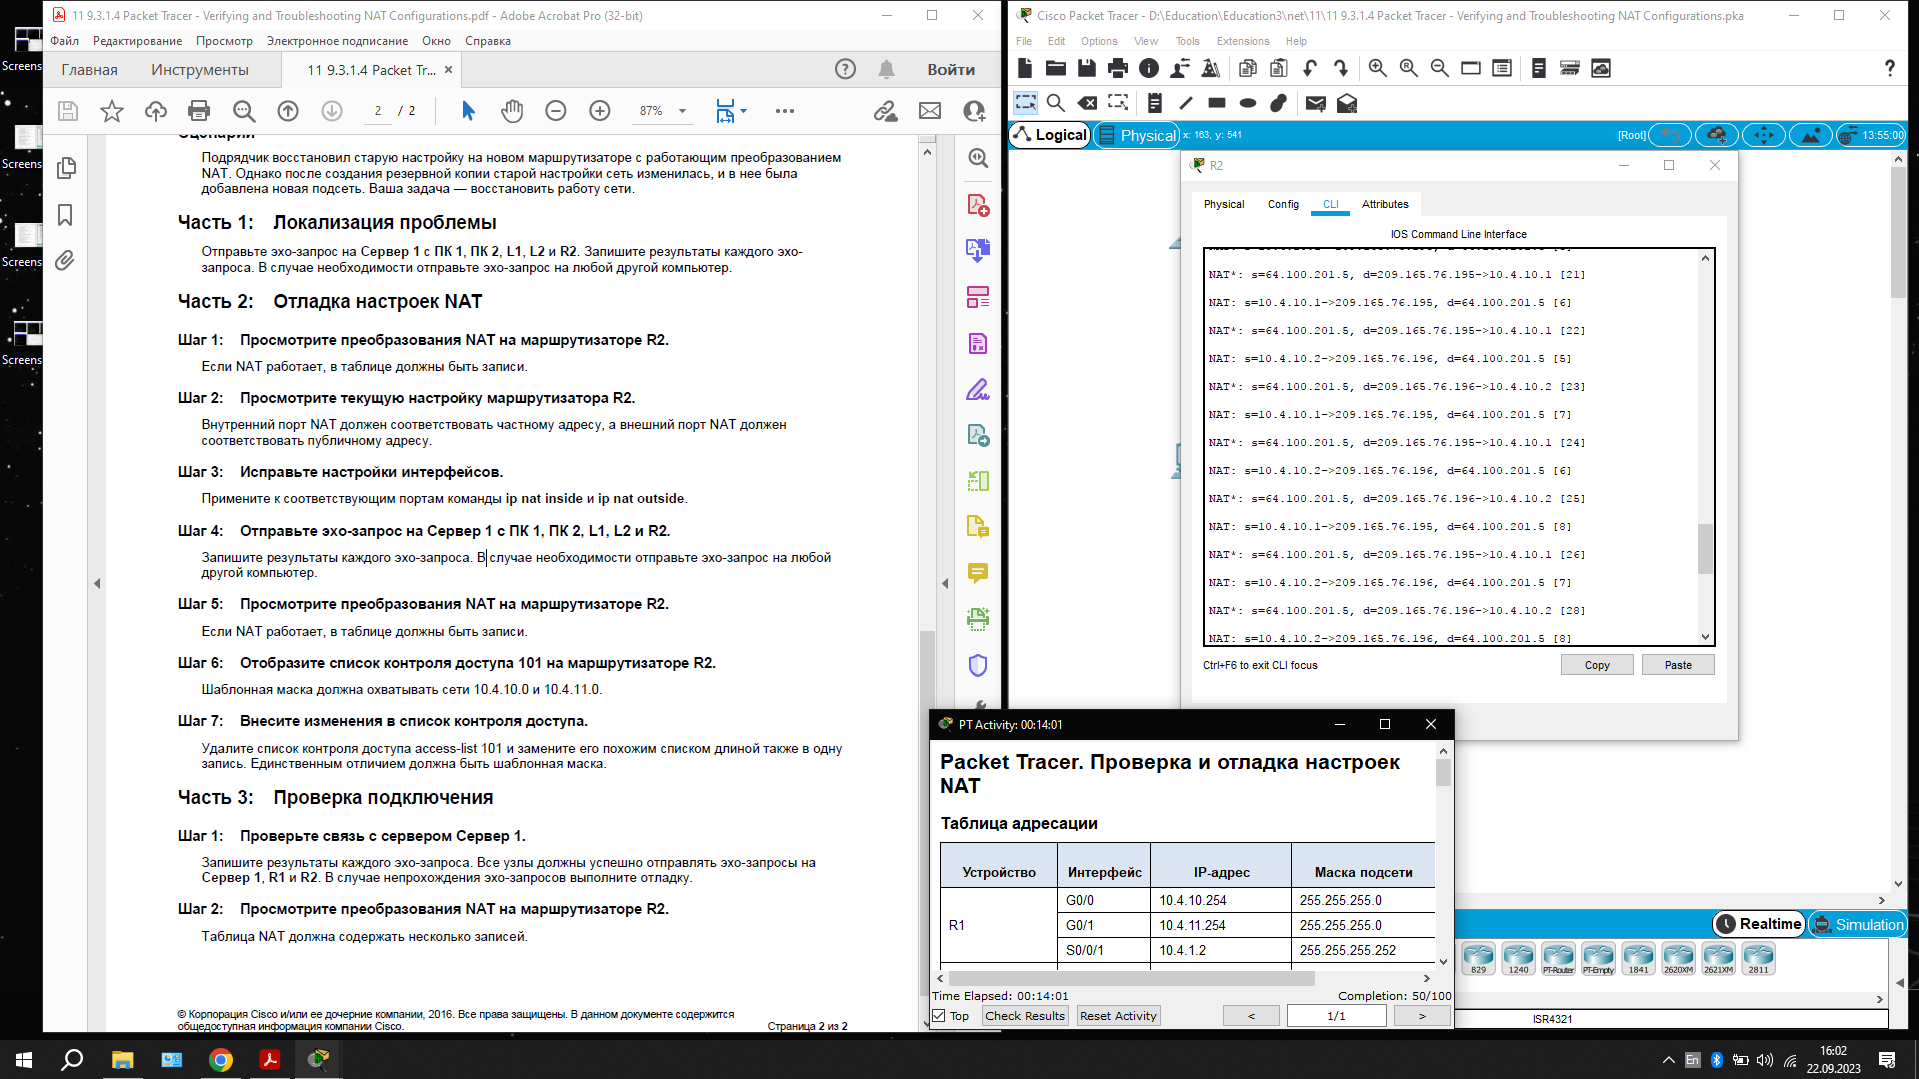 Screens
Screens
Screens
Screens
11 9.3.1.4 Packet Tracer - Verifying and Troubleshooting NAT Configurations.pdf - Adobe Acrobat Pro (32-bit)
Файл Редактирование Просмотр Электронное подписание Окно Справка
Главная Инструменты 11 9.3.1.4 Packet Tr... × Войти
2 / 2 87%
Сценарий
Подрядчик восстановил старую настройку на новом маршрутизаторе с работающим преобразованием
NAT. Однако после создания резервной копии старой настройки сеть изменилась, и в нее была
добавлена новая подсеть. Ваша задача — восстановить работу сети.
Часть 1: Локализация проблемы
Отправьте эхо-запрос на Сервер 1 с ПК 1, ПК 2, L1, L2 и R2. Запишите результаты каждого эхо-
запроса. В случае необходимости отправьте эхо-запрос на любой другой компьютер.
Часть 2: Отладка настроек NAT
Шаг 1: Просмотрите преобразования NAT на маршрутизаторе R2.
Если NAT работает, в таблице должны быть записи.
Шаг 2: Просмотрите текущую настройку маршрутизатора R2.
Внутренний порт NAT должен соответствовать частному адресу, а внешний порт NAT должен
соответствовать публичному адресу.
Шаг 3: Исправьте настройки интерфейсов.
Примените к соответствующим портам команды ip nat inside и ip nat outside.
Шаг 4: Отправьте эхо-запрос на Сервер 1 с ПК 1, ПК 2, L1, L2 и R2.
Запишите результаты каждого эхо-запроса. В случае необходимости отправьте эхо-запрос на любой
другой компьютер.
Шаг 5: Просмотрите преобразования NAT на маршрутизаторе R2.
Если NAT работает, в таблице должны быть записи.
Шаг 6: Отобразите список контроля доступа 101 на маршрутизаторе R2.
Шаблонная маска должна охватывать сети 10.4.10.0 и 10.4.11.0.
Шаг 7: Внесите изменения в список контроля доступа.
Удалите список контроля доступа access-list 101 и замените его похожим списком длиной также в одну
запись. Единственным отличием должна быть шаблонная маска.
Часть 3: Проверка подключения
Шаг 1: Проверьте связь с сервером Сервер 1.
Запишите результаты каждого эхо-запроса. Все узлы должны успешно отправлять эхо-запросы на
Сервер 1, R1 и R2. В случае непрохождения эхо-запросов выполните отладку.
Шаг 2: Просмотрите преобразования NAT на маршрутизаторе R2.
Таблица NAT должна содержать несколько записей.
© Корпорация Cisco и/или ее дочерние компании, 2016. Все права защищены. В данном документе содержится
общедоступная информация компании Cisco. Страница 2 из 2
Cisco Packet Tracer - D:\Education\Education3\net\11\11 9.3.1.4 Packet Tracer - Verifying and Troubleshooting NAT Configurations.pka
File Edit Options View Tools Extensions Help
Logical Physical x: 163, y: 541 [Root] 13:55:00
R2
Physical Config CLI Attributes
IOS Command Line Interface
NAT*: s=64.100.201.5, d=209.165.76.195->10.4.10.1 [21]
NAT: s=10.4.10.1->209.165.76.195, d=64.100.201.5 [6]
NAT*: s=64.100.201.5, d=209.165.76.195->10.4.10.1 [22]
NAT: s=10.4.10.2->209.165.76.196, d=64.100.201.5 [5]
NAT*: s=64.100.201.5, d=209.165.76.196->10.4.10.2 [23]
NAT: s=10.4.10.1->209.165.76.195, d=64.100.201.5 [7]
NAT*: s=64.100.201.5, d=209.165.76.195->10.4.10.1 [24]
NAT: s=10.4.10.2->209.165.76.196, d=64.100.201.5 [6]
NAT*: s=64.100.201.5, d=209.165.76.196->10.4.10.2 [25]
NAT: s=10.4.10.1->209.165.76.195, d=64.100.201.5 [8]
NAT*: s=64.100.201.5, d=209.165.76.195->10.4.10.1 [26]
NAT: s=10.4.10.2->209.165.76.196, d=64.100.201.5 [7]
NAT*: s=64.100.201.5, d=209.165.76.196->10.4.10.2 [28]
NAT: s=10.4.10.2->209.165.76.196, d=64.100.201.5 [8]
Ctrl+F6 to exit CLI focus Copy Paste
PT Activity: 00:14:01
Packet Tracer. Проверка и отладка настроек
NAT
Таблица адресации
Устройство Интерфейс IP-адрес Маска подсети
R1 G0/0 10.4.10.254 255.255.255.0
G0/1 10.4.11.254 255.255.255.0
S0/0/1 10.4.1.2 255.255.255.252
Time Elapsed: 00:14:01 Completion: 50/100
Top Check Results Reset Activity < 1/1 >
Realtime Simulation
829 1240 PT-Router PT-Empty 1841 2620XM 2621XM 2811
ISR4321
En 16:02
22.09.2023